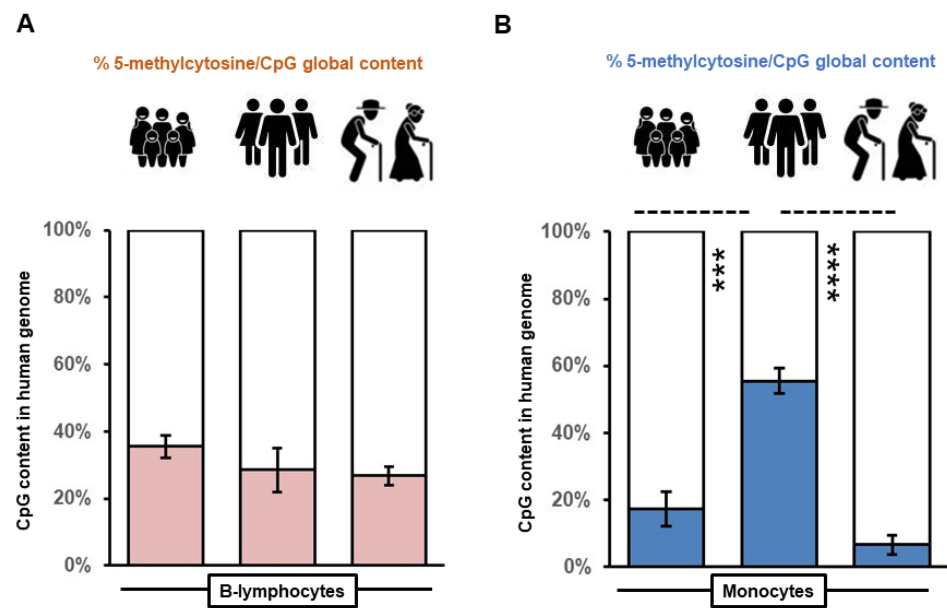 A
% 5-methylcytosine/CpG global content
CpG content in human genome
100%
80%
60%
40%
20%
0%
B-lymphocytes
B
% 5-methylcytosine/CpG global content
CpG content in human genome
100%
80%
60%
40%
20%
0%
***
****
Monocytes